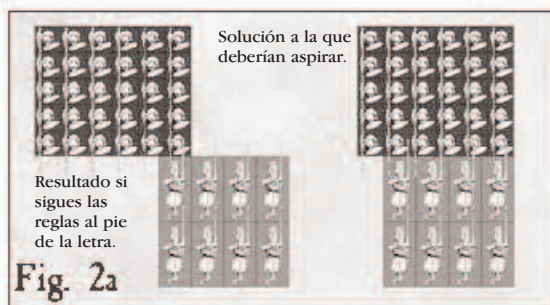 Solución a la que
deberían aspirar.
Resultado si
sigues las
reglas al pie
de la letra.
Fig. 2a